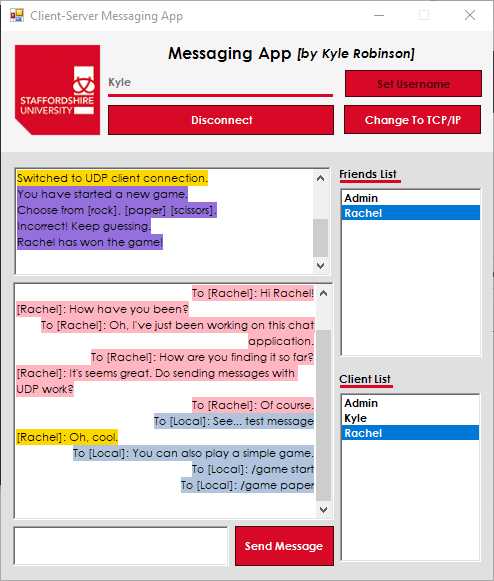 Client-Server Messaging App
Messaging App [by Kyle Robinson]
STAFFORDSHIRE
UNIVERSITY
Kyle
Set Username
Disconnect
Change To TCP/IP
Switched to UDP client connection.
You have started a new game.
Choose from [rock], [paper] [scissors].
Incorrect! Keep guessing.
Rachel has won the game!
Friends List
Admin
Rachel
To [Rachel]: Hi Rachel!
[Rachel]: How have you been?
To [Rachel]: Oh, I've just been working on this chat
application.
To [Rachel]: How are you finding it so far?
[Rachel]: It's seems great. Do sending messages with
UDP work?
To [Rachel]: Of course.
To [Local]: See... test message
[Rachel]: Oh, cool.
To [Local]: You can also play a simple game.
To [Local]: /game start
To [Local]: /game paper
Client List
Admin
Kyle
Rachel
Send Message